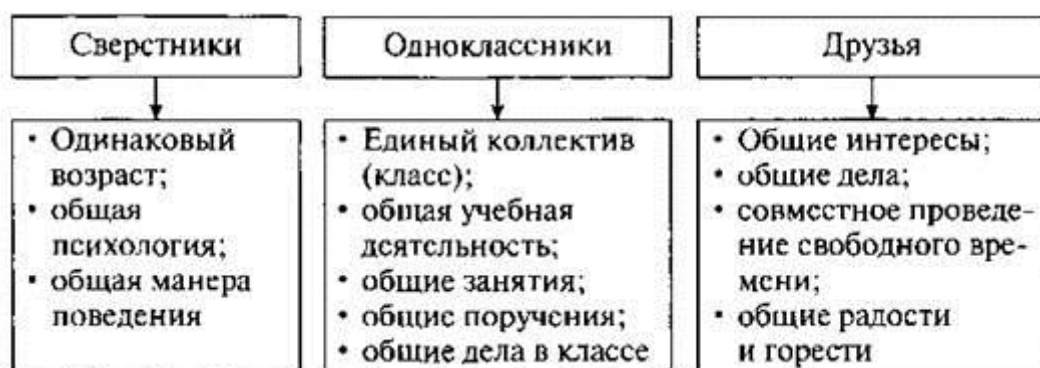 Сверстники
Одноклассники
Друзья
• Одинаковый
возраст;
• общая
психология;
• общая манера
поведения
• Единый коллектив
(класс);
• общая учебная
деятельность;
• общие занятия;
• общие поручения;
• общие дела в классе
• Общие интересы;
• общие дела;
• совместное проведе-
ние свободного вре-
мени;
• общие радости
и горести